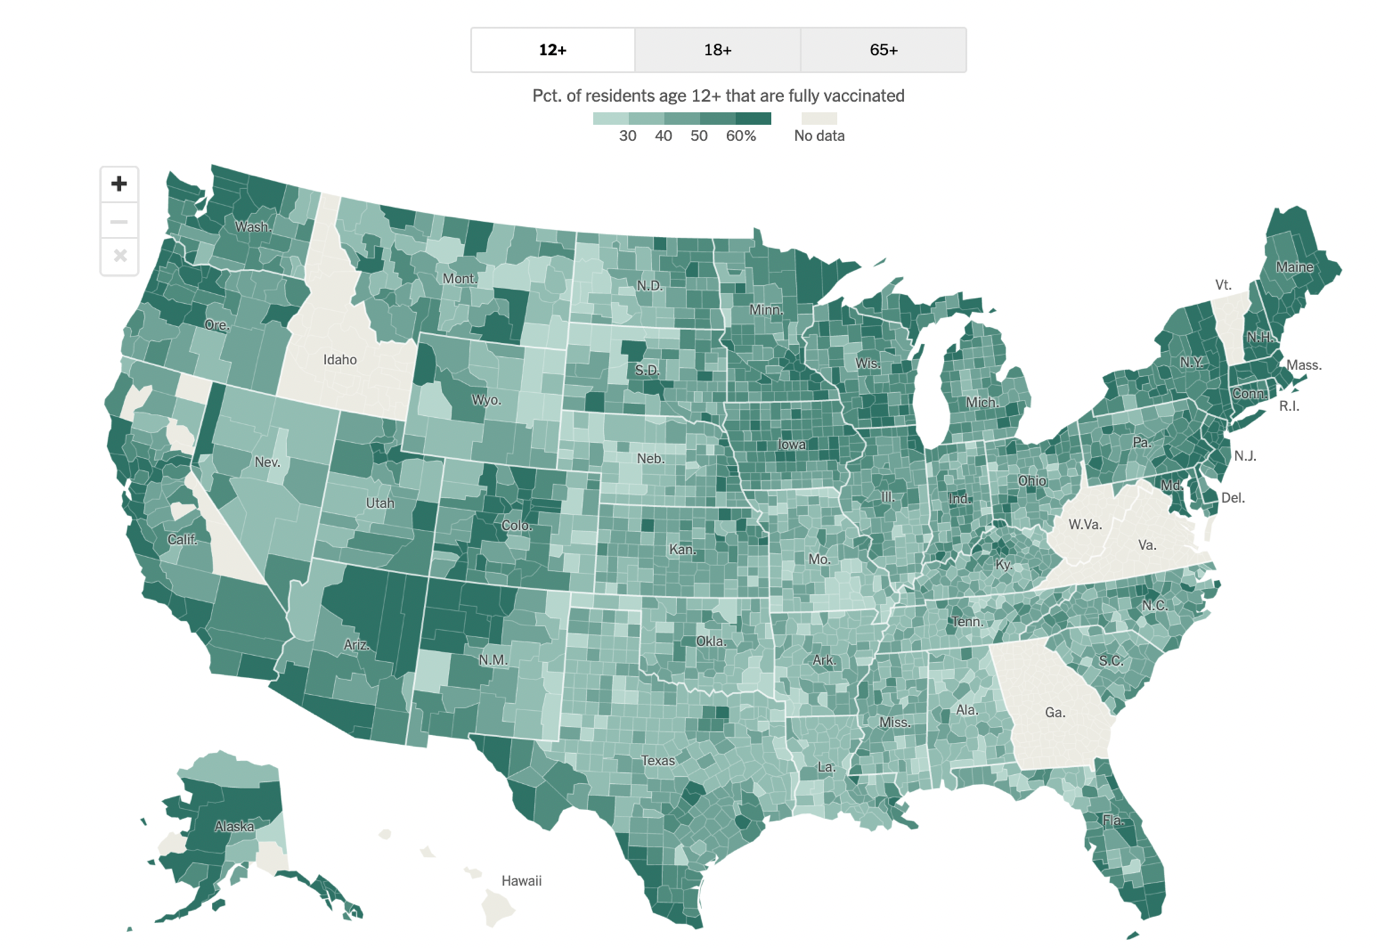 12+ 18+ 65+
Pct. of residents age 12+ that are fully vaccinated
30 40 50 60% No data
+
−
×
Wash.
Mont.
N.D.
Minn.
Vt.
Maine
Ore.
Idaho
Wyo.
S.D.
Wis.
Mich.
N.Y.
N.H.
Mass.
Conn.
R.I.
Nev.
Utah
Colo.
Neb.
Iowa
Ill.
Ind.
Ohio
Pa.
N.J.
Md.
Del.
Calif.
Kan.
Mo.
Ky.
W.Va.
Va.
Ariz.
N.M.
Okla.
Ark.
Tenn.
N.C.
S.C.
Texas
La.
Miss.
Ala.
Ga.
Fla.
Alaska
Hawaii